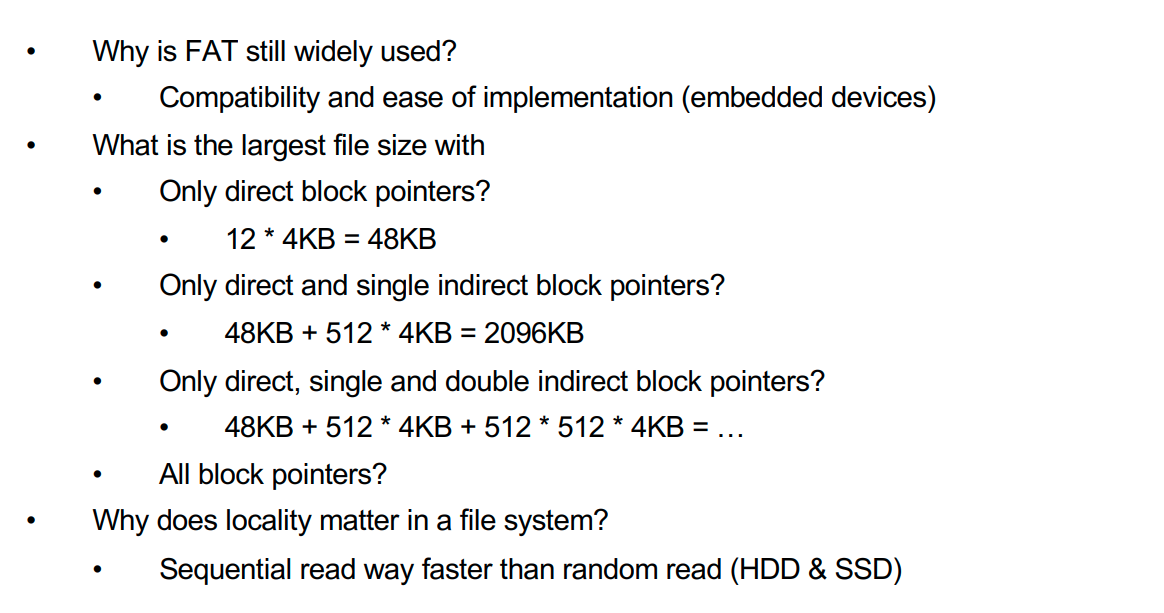 • Why is FAT still widely used?
• Compatibility and ease of implementation (embedded devices)
• What is the largest file size with
• Only direct block pointers?
• 12 * 4KB = 48KB
• Only direct and single indirect block pointers?
• 48KB + 512 * 4KB = 2096KB
• Only direct, single and double indirect block pointers?
• 48KB + 512 * 4KB + 512 * 512 * 4KB = …
• All block pointers?
• Why does locality matter in a file system?
• Sequential read way faster than random read (HDD & SSD)